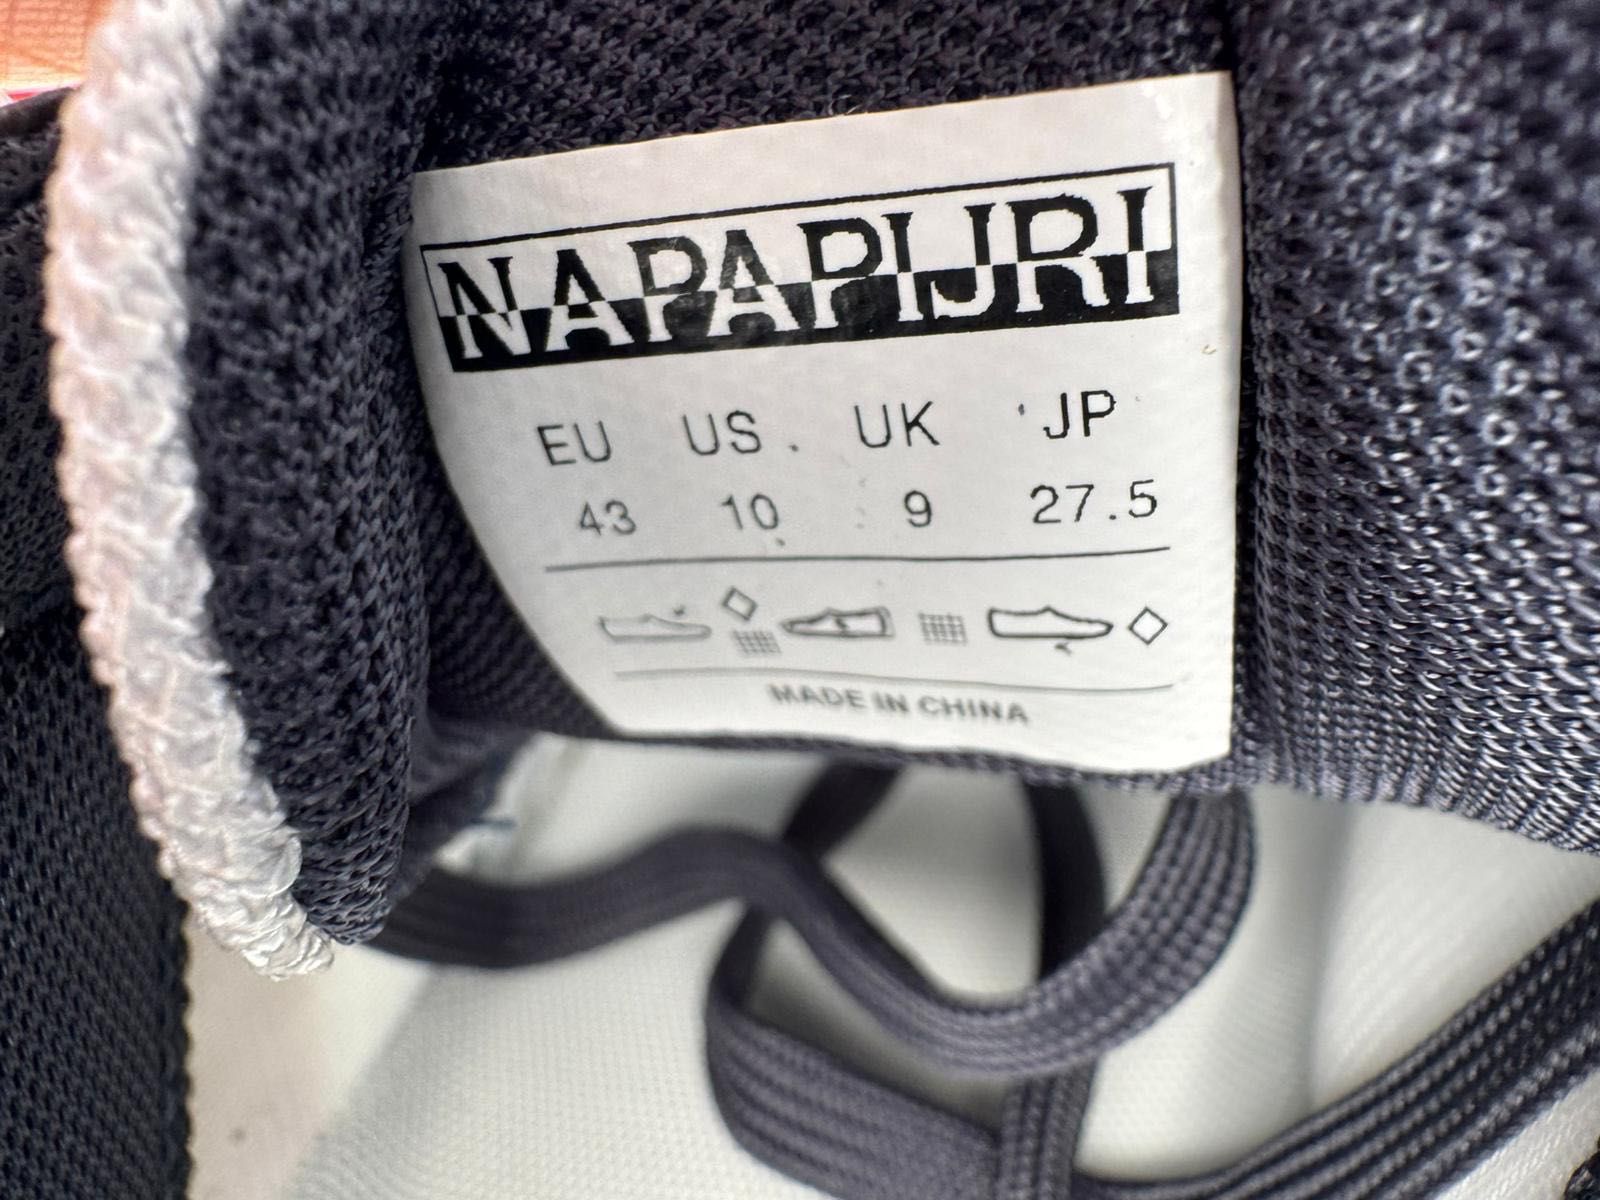 NAPAPIJRI
EU US UK JP
43 10 9 27.5
MADE IN CHINA